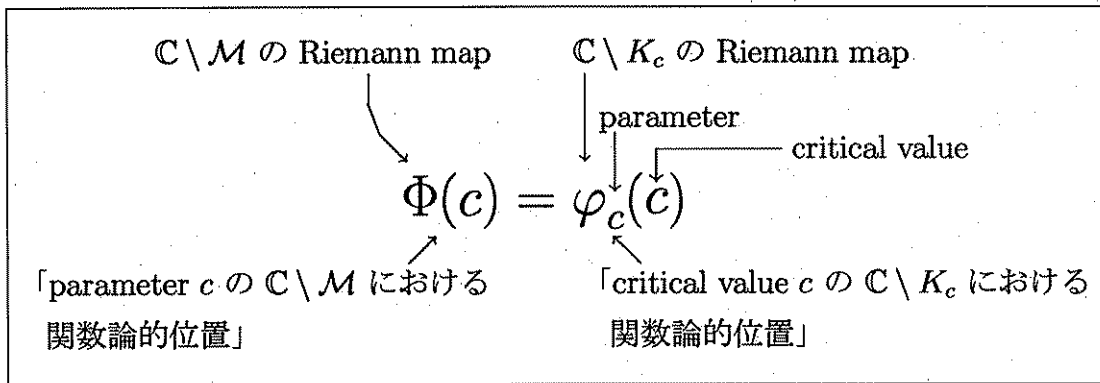 ℂ \ ℳ の Riemann map
ℂ \ K_c の Riemann map
parameter
critical value
Φ(c) = φ_c(c)
「parameter c の ℂ \ ℳ における
関数論的位置」
「critical value c の ℂ \ K_c における
関数論的位置」